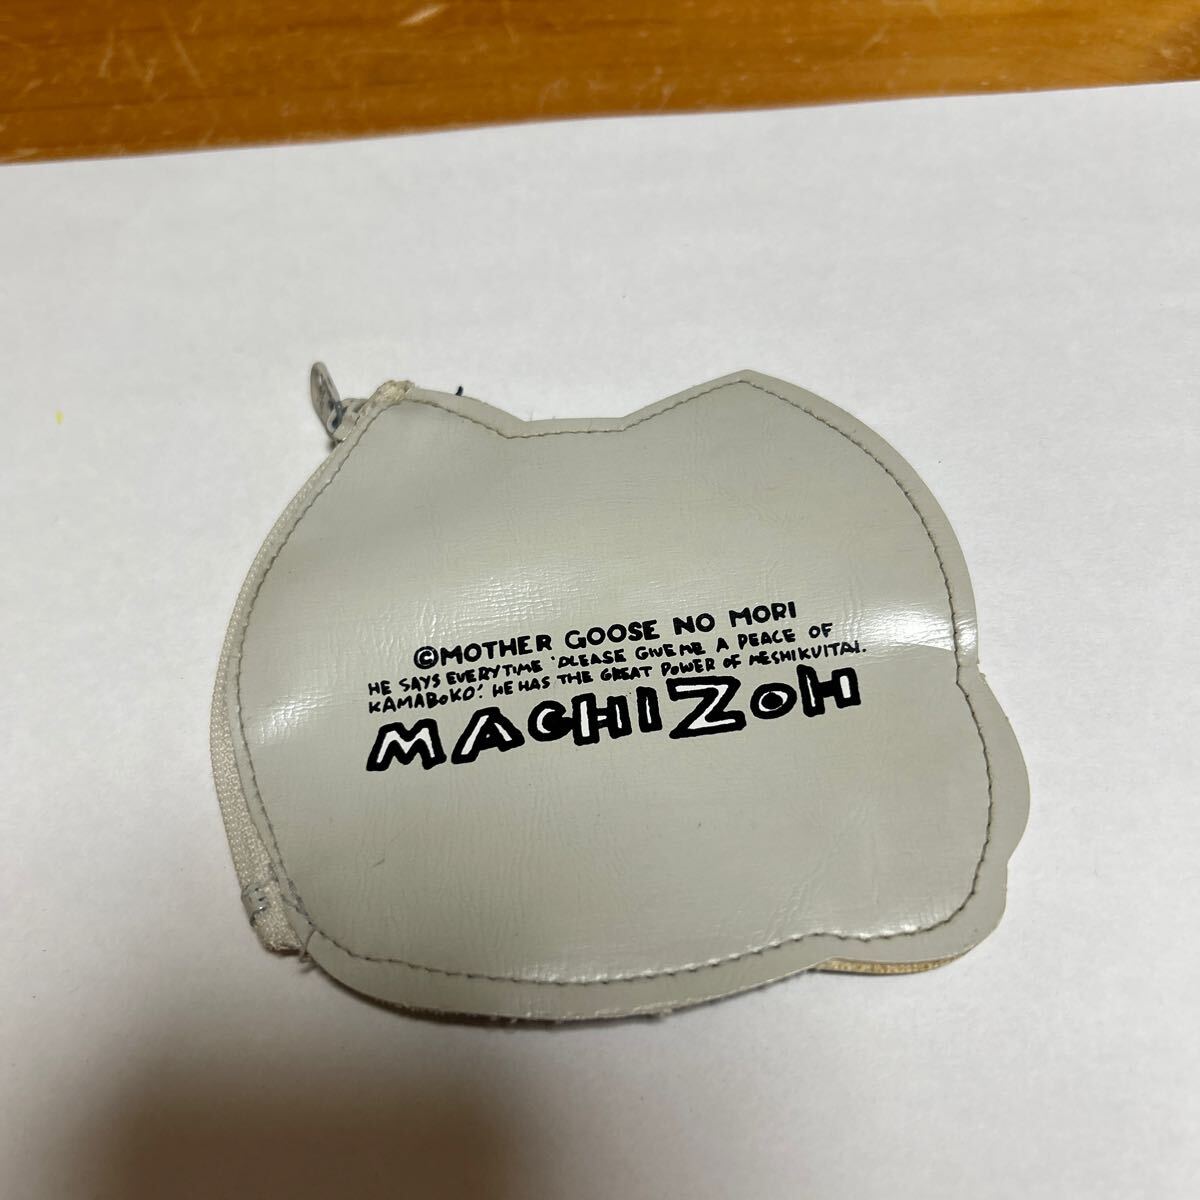 ©MOTHER GOOSE NO MORI
HE SAYS EVERYTIME 'PLEASE GIVE ME A PEACE OF
KAMABOKO'. HE HAS THE GREAT POWER OF MESHIKUITAI.
MACHIZOH